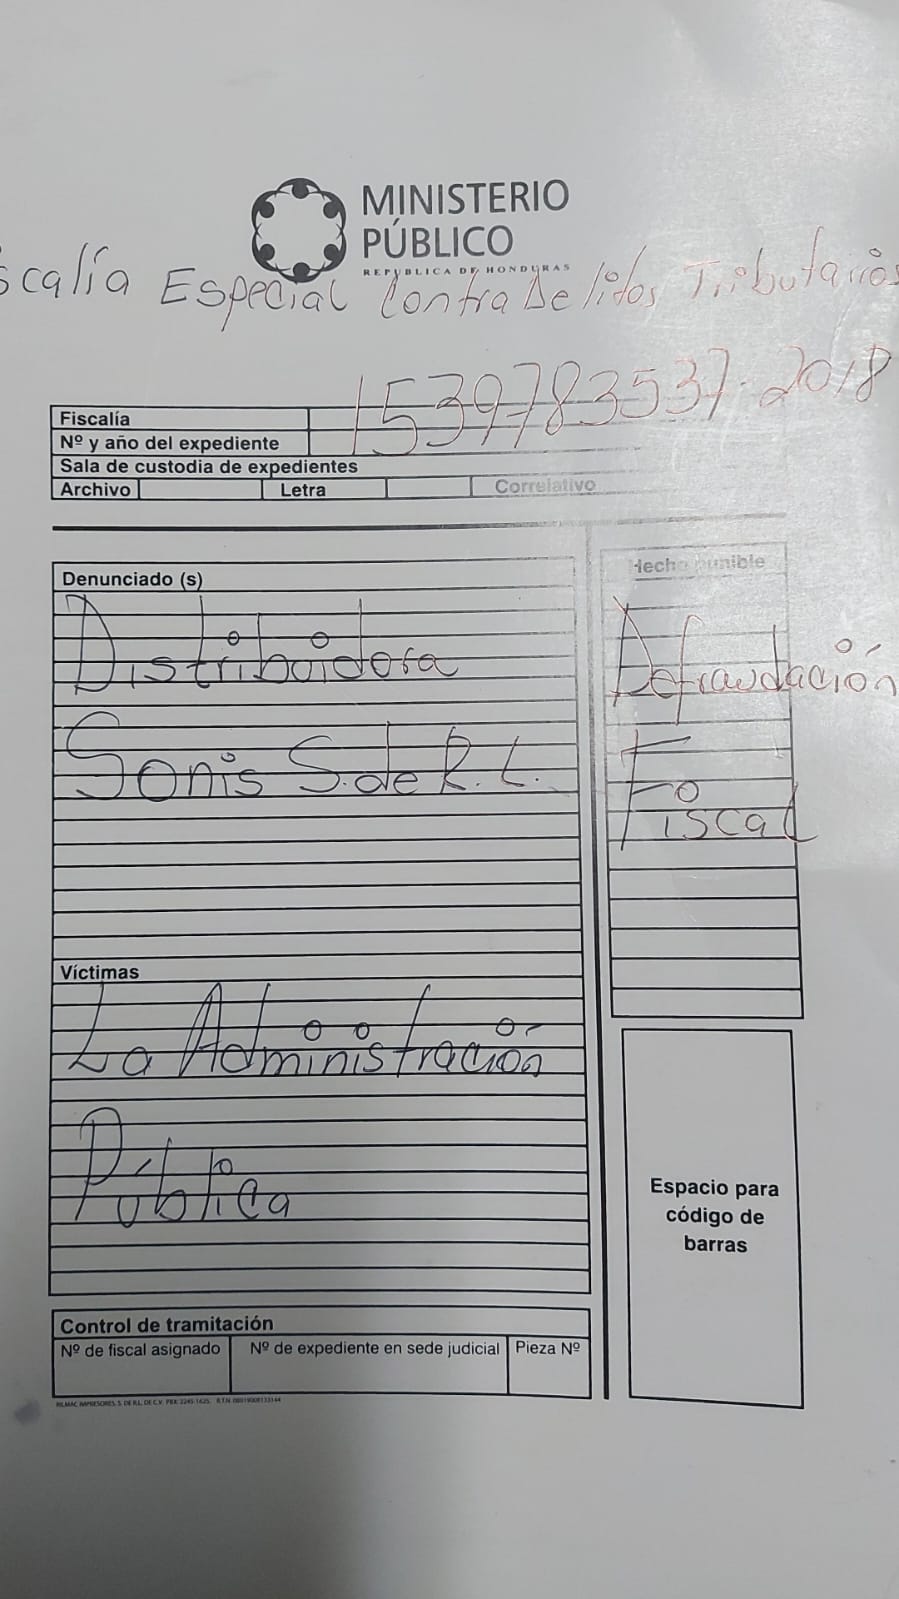 MINISTERIO
PÚBLICO
REPUBLICA DE HONDURAS
scalía Especial Contra Delitos Tributarios
Fiscalía
Nº y año del expediente 1539783537-2018
Sala de custodia de expedientes
Archivo Letra Correlativo
Denunciado (s)
Distribuidora
Sonis S.de R.L.
Hecho punible
Defraudación
Fiscal
Víctimas
La Administración
Pública
Espacio para
código de
barras
Control de tramitación
Nº de fiscal asignado Nº de expediente en sede judicial Pieza Nº